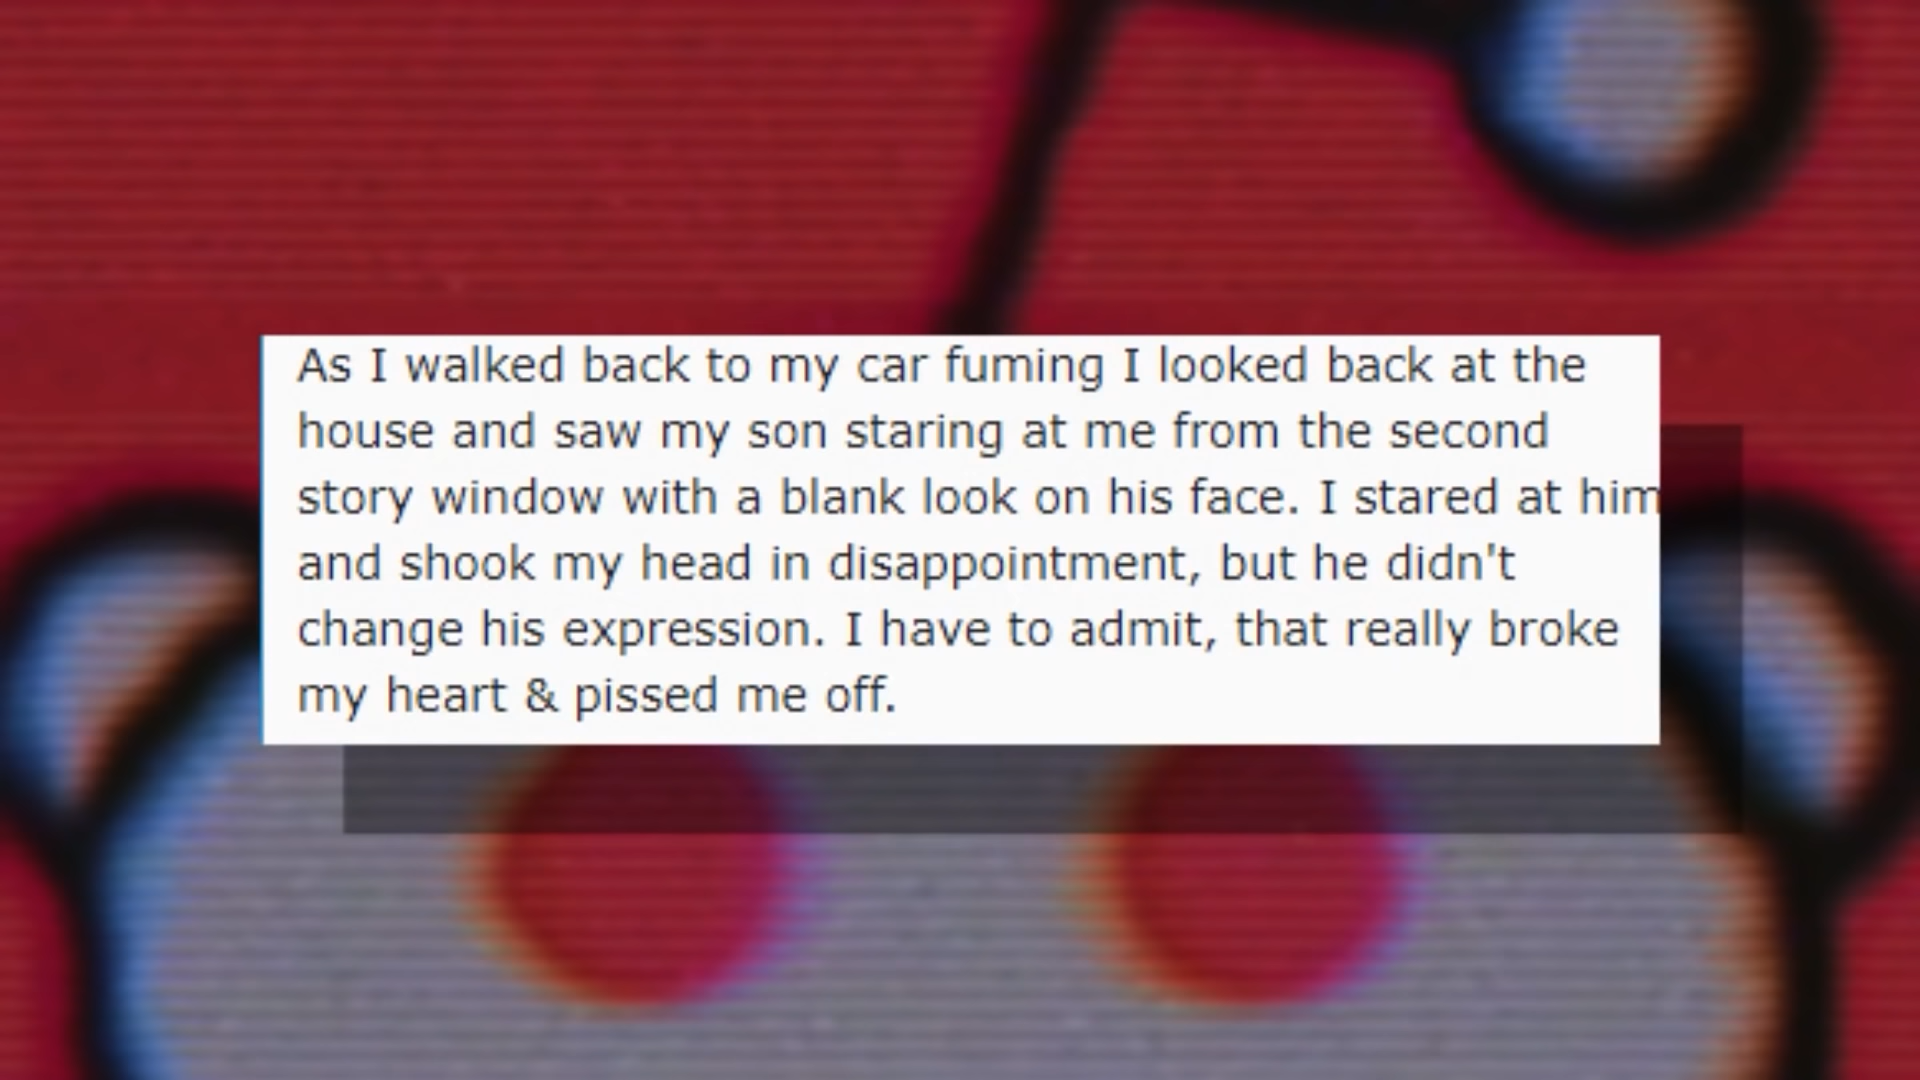 As I walked back to my car fuming I looked back at the
house and saw my son staring at me from the second
story window with a blank look on his face. I stared at him
and shook my head in disappointment, but he didn't
change his expression. I have to admit, that really broke
my heart & pissed me off.